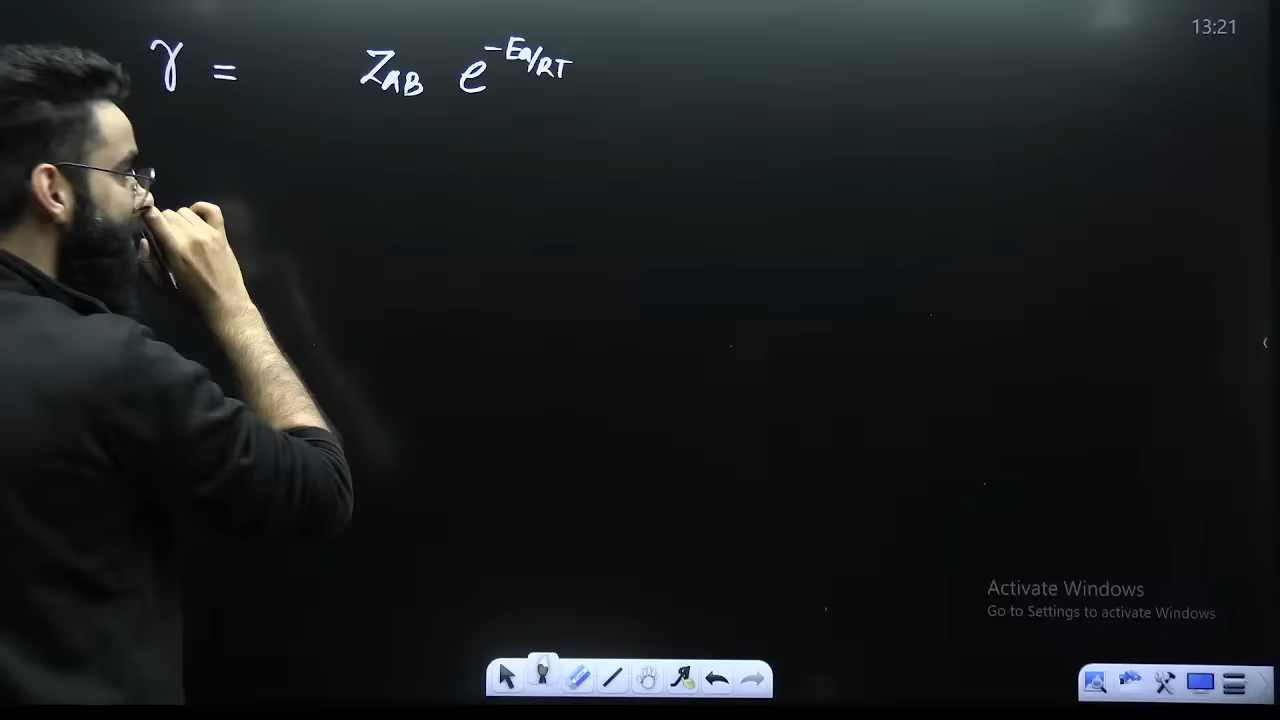 13:21
r = Z_AB e^-Ea/RT
Activate Windows
Go to Settings to activate Windows